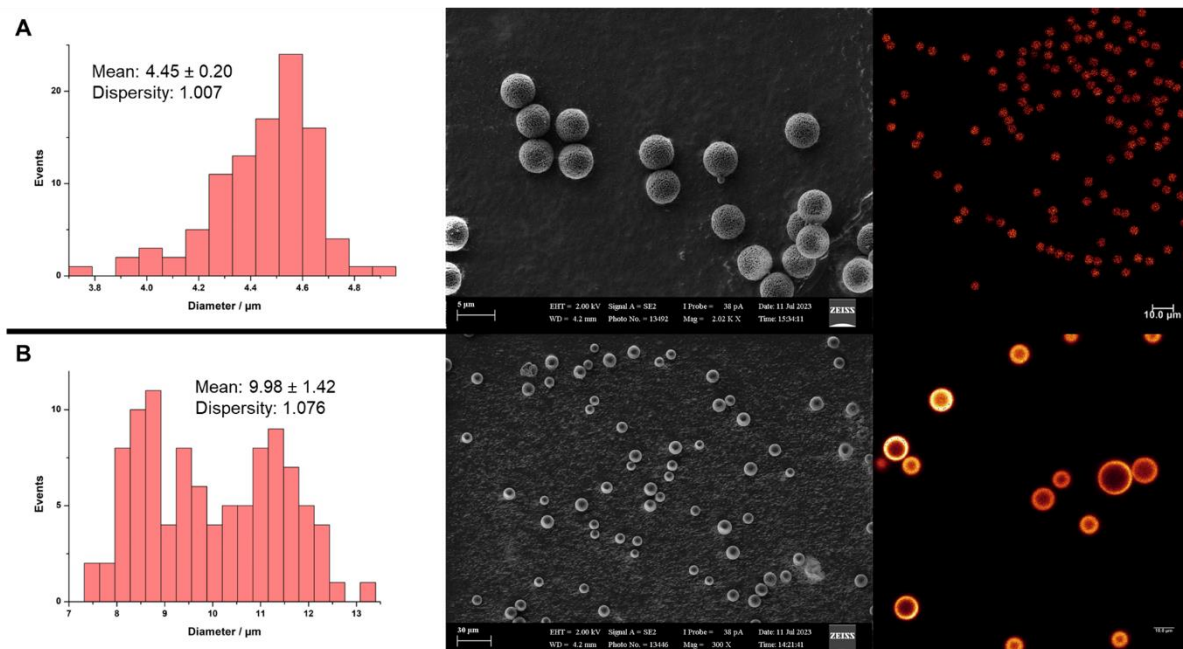 A
Mean: 4.45 ± 0.20
Dispersity: 1.007
Events
20
10
0
3.8 4.0 4.2 4.4 4.6 4.8
Diameter / µm
5 µm
EHT = 2.00 kV Signal A = SE2 I Probe = 38 pA Date: 11 Jul 2023
WD = 4.2 mm Photo No. = 13492 Mag = 2.02 K X Time: 15:34:11
ZEISS
10.0 µm
B
Mean: 9.98 ± 1.42
Dispersity: 1.076
Events
10
5
0
7 8 9 10 11 12 13
Diameter / µm
30 µm
EHT = 2.00 kV Signal A = SE2 I Probe = 38 pA Date: 11 Jul 2023
WD = 4.2 mm Photo No. = 13446 Mag = 300 X Time: 14:21:41
ZEISS
10.0 µm